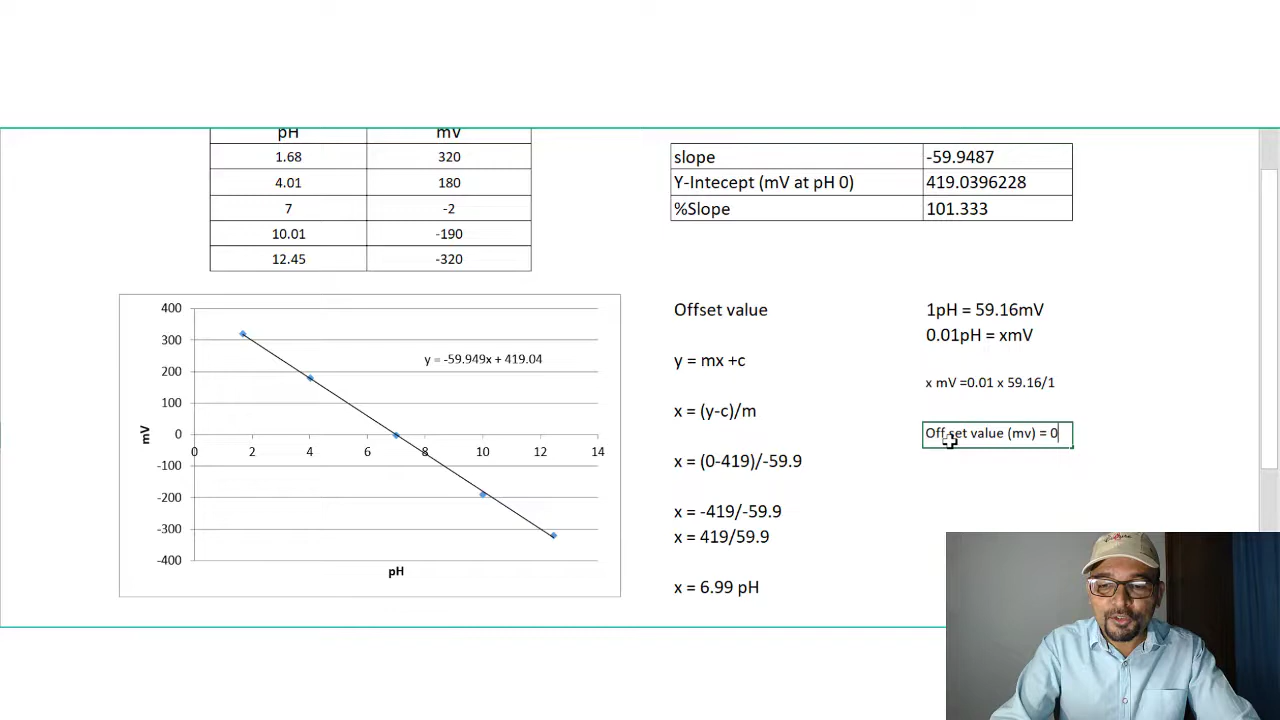 pH mV
1.68 320
4.01 180
7 -2
10.01 -190
12.45 -320
slope -59.9487
Y-Intecept (mV at pH 0) 419.0396228
%Slope 101.333
400
300
200
100
0
-100
-200
-300
-400
0 2 4 6 8 10 12 14
mV
pH
y = -59.949x + 419.04
Offset value
y = mx +c
x = (y-c)/m
x = (0-419)/-59.9
x = -419/-59.9
x = 419/59.9
x = 6.99 pH
1pH = 59.16mV
0.01pH = xmV
x mV =0.01 x 59.16/1
Off set value (mv) = 0